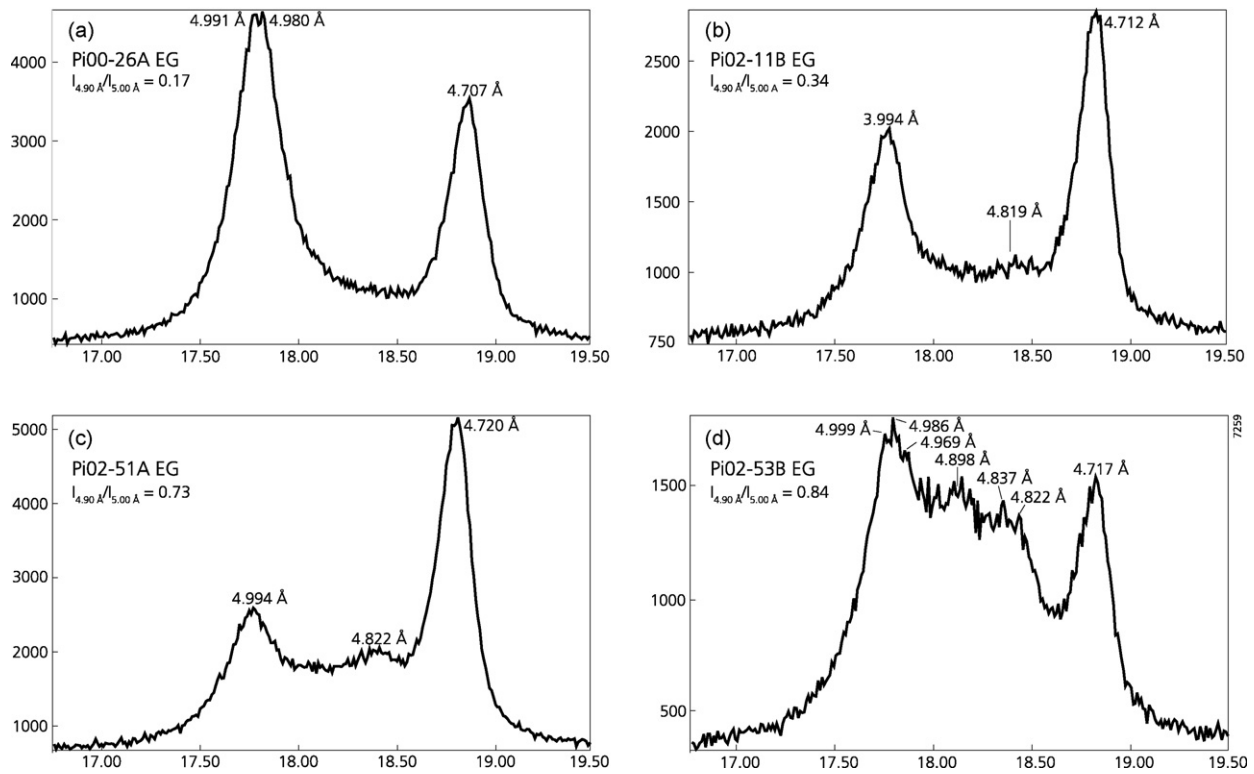 (a)
Pi00-26A EG
I4.90 Å/I5.00 Å = 0.17
4.991 Å
4.980 Å
4.707 Å
4000
3000
2000
1000
17.00 17.50 18.00 18.50 19.00 19.50
(b)
Pi02-11B EG
I4.90 Å/I5.00 A = 0.34
3.994 Å
4.819 Å
4.712 Å
2500
2000
1500
1000
750
17.00 17.50 18.00 18.50 19.00 19.50
(c)
Pi02-51A EG
I4.90 Å/I5.00 Å = 0.73
4.994 Å
4.822 Å
4.720 Å
5000
4000
3000
2000
1000
17.00 17.50 18.00 18.50 19.00 19.50
(d)
Pi02-53B EG
I4.90 Å/I5.00 Å = 0.84
4.999 Å
4.986 Å
4.969 Å
4.898 Å
4.837 Å
4.822 Å
4.717 Å
7259
1500
1000
500
17.00 17.50 18.00 18.50 19.00 19.50